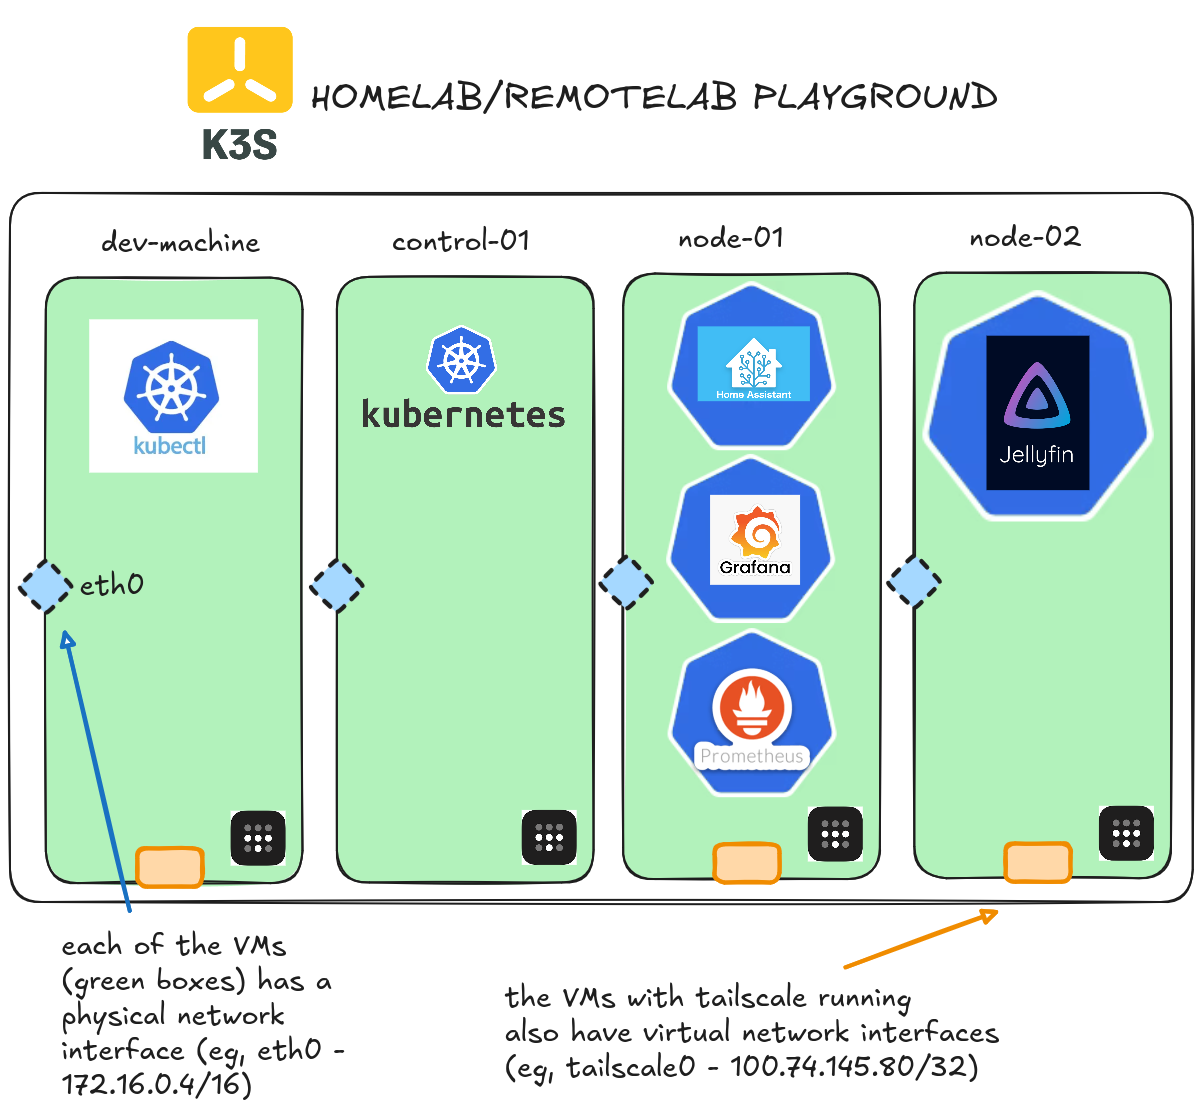 K3S
HOMELAB/REMOTELAB PLAYGROUND
dev-machine
control-01
node-01
node-02
kubectl
kubernetes
Home Assistant
Grafana
Prometheus
Jellyfin
eth0
each of the VMs
(green boxes) has a
physical network
interface (eg, eth0 -
172.16.0.4/16)
the VMs with tailscale running
also have virtual network interfaces
(eg, tailscale0 - 100.74.145.80/32)